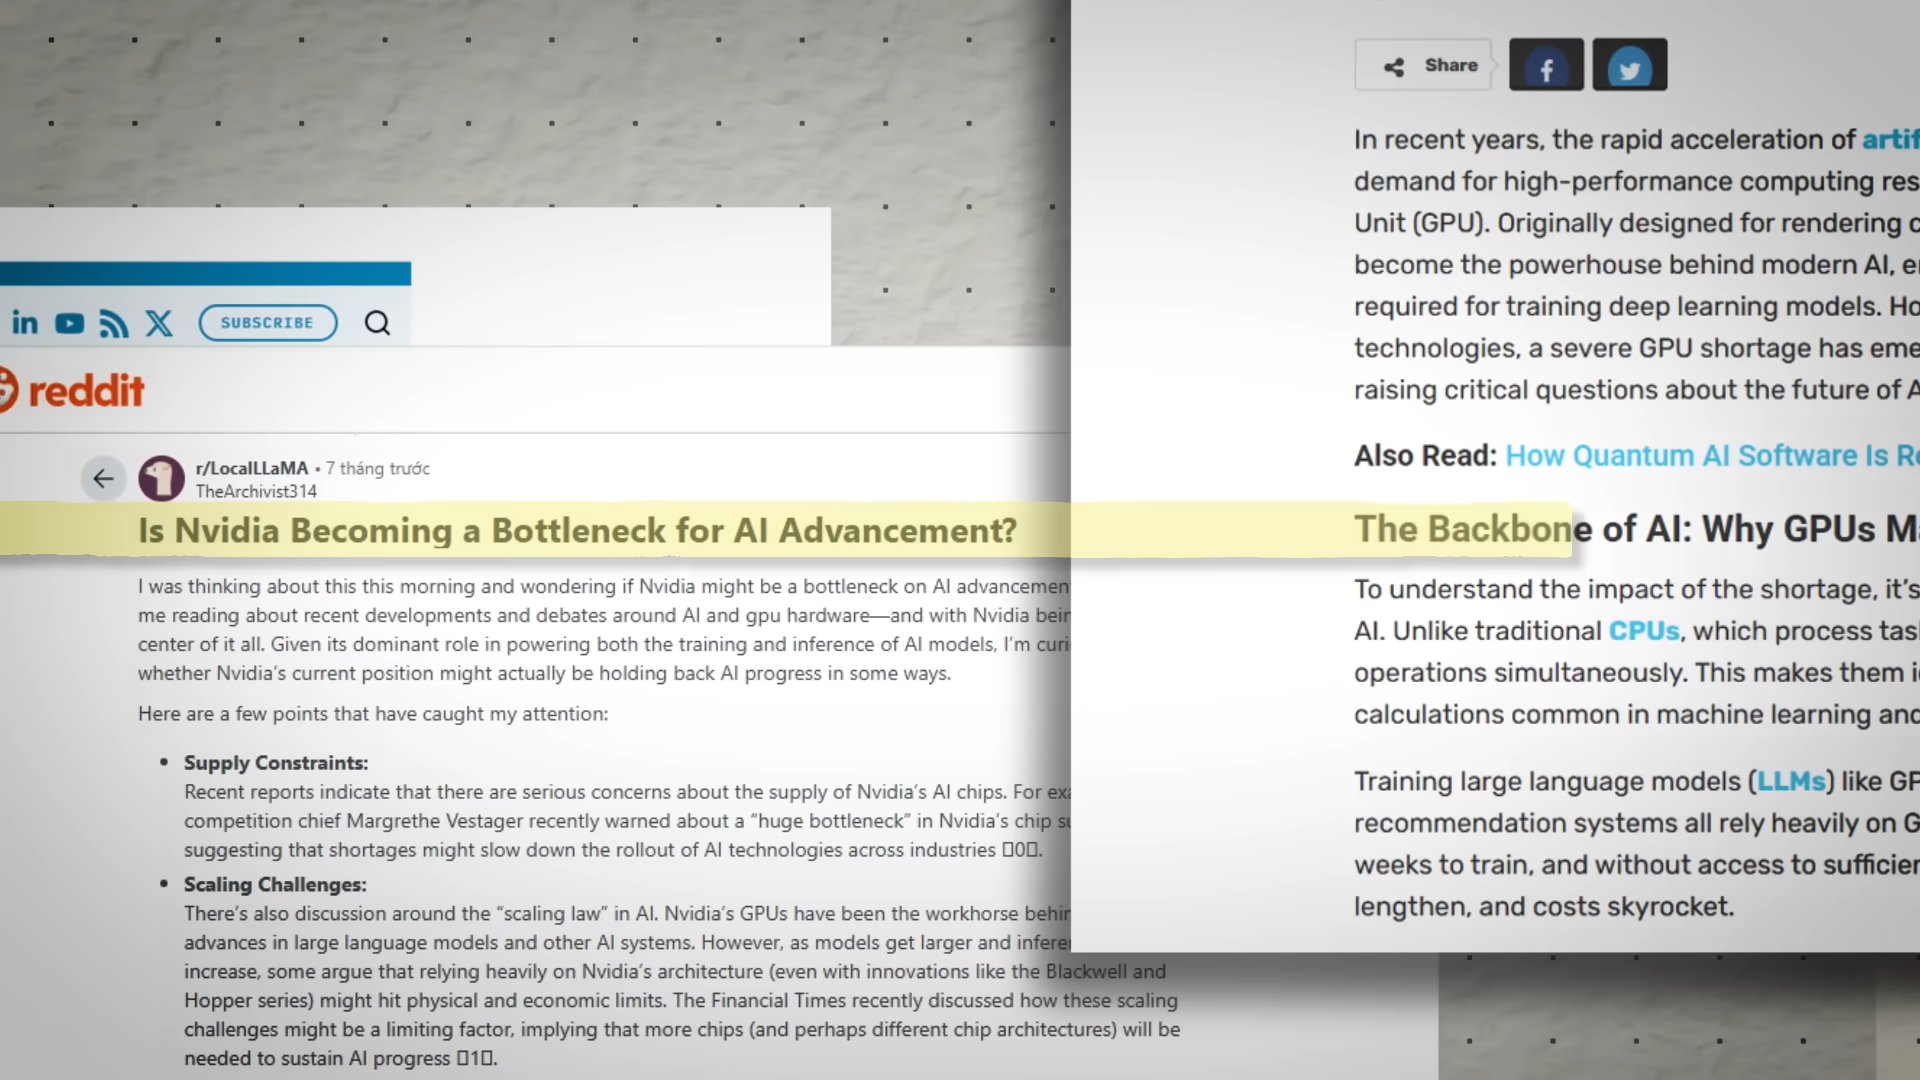 SUBSCRIBE
reddit
r/LocalLLaMA • 7 tháng trước
TheArchivist314
Is Nvidia Becoming a Bottleneck for AI Advancement?
I was thinking about this this morning and wondering if Nvidia might be a bottleneck on AI advancemen
me reading about recent developments and debates around AI and gpu hardware—and with Nvidia bein
center of it all. Given its dominant role in powering both the training and inference of AI models, I'm curi
whether Nvidia's current position might actually be holding back AI progress in some ways.
Here are a few points that have caught my attention:
• Supply Constraints:
Recent reports indicate that there are serious concerns about the supply of Nvidia's AI chips. For exa
competition chief Margrethe Vestager recently warned about a "huge bottleneck" in Nvidia's chip su
suggesting that shortages might slow down the rollout of AI technologies across industries □0□.
• Scaling Challenges:
There's also discussion around the "scaling law" in AI. Nvidia's GPUs have been the workhorse behin
advances in large language models and other AI systems. However, as models get larger and infere
increase, some argue that relying heavily on Nvidia's architecture (even with innovations like the Blackwell and
Hopper series) might hit physical and economic limits. The Financial Times recently discussed how these scaling
challenges might be a limiting factor, implying that more chips (and perhaps different chip architectures) will be
needed to sustain AI progress □1□.
Share
In recent years, the rapid acceleration of artif
demand for high-performance computing res
Unit (GPU). Originally designed for rendering c
become the powerhouse behind modern AI, e
required for training deep learning models. Ho
technologies, a severe GPU shortage has eme
raising critical questions about the future of A
Also Read: How Quantum AI Software Is Re
The Backbone of AI: Why GPUs Ma
To understand the impact of the shortage, it's
AI. Unlike traditional CPUs, which process tas
operations simultaneously. This makes them i
calculations common in machine learning and
Training large language models (LLMs) like GP
recommendation systems all rely heavily on G
weeks to train, and without access to sufficier
lengthen, and costs skyrocket.